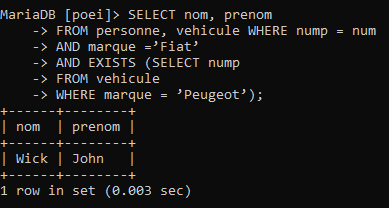 MariaDB [poei]> SELECT nom, prenom
    -> FROM personne, vehicule WHERE nump = num
    -> AND marque =’Fiat’
    -> AND EXISTS (SELECT nump
    -> FROM vehicule
    -> WHERE marque = ’Peugeot’);
+------+--------+
| nom  | prenom |
+------+--------+
| Wick | John   |
+------+--------+
1 row in set (0.003 sec)